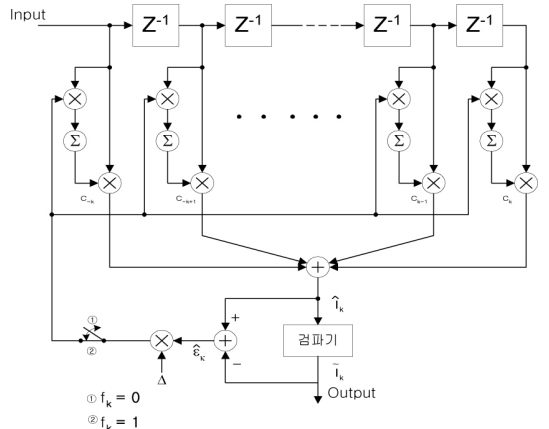 Input
Z-1 Z-1 Z-1 Z-1
Σ Σ Σ Σ
C-k C-k+1 Ck-1 Ck
Îk
+
①
②
ε̂κ
−
검파기
Ĩk
Δ
Output
① fk = 0
② fk = 1